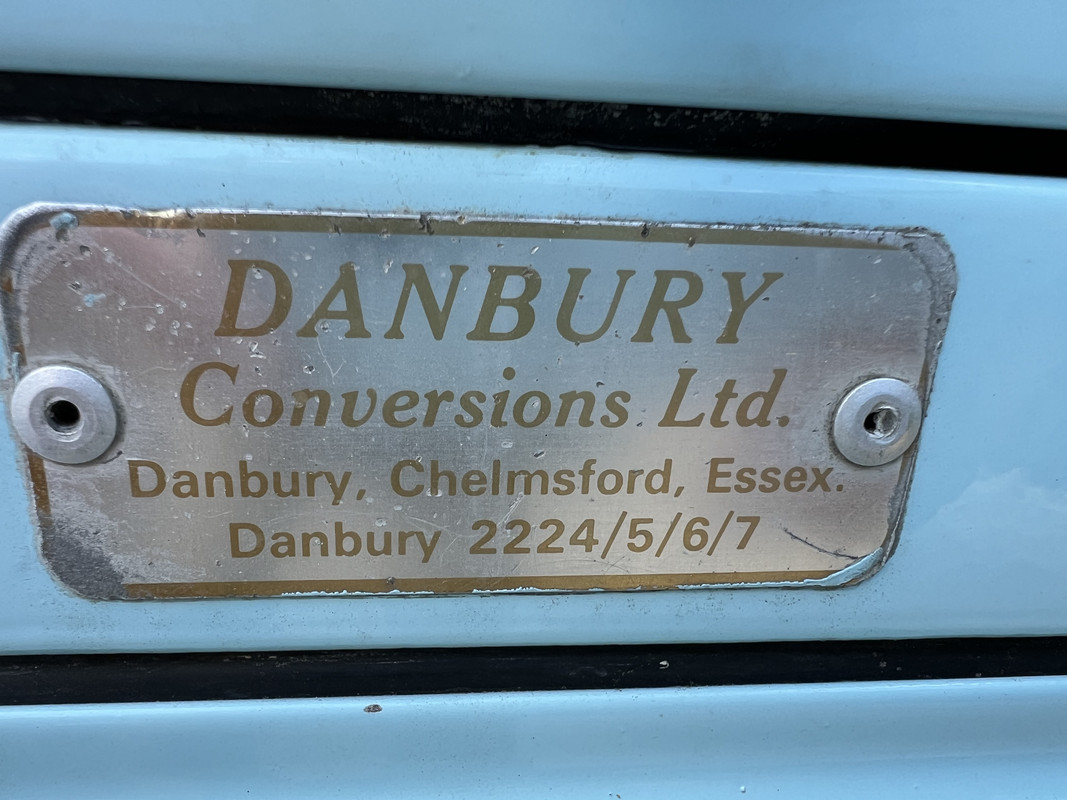 DANBURY
Conversions Ltd.
Danbury, Chelmsford, Essex.
Danbury 2224/5/6/7